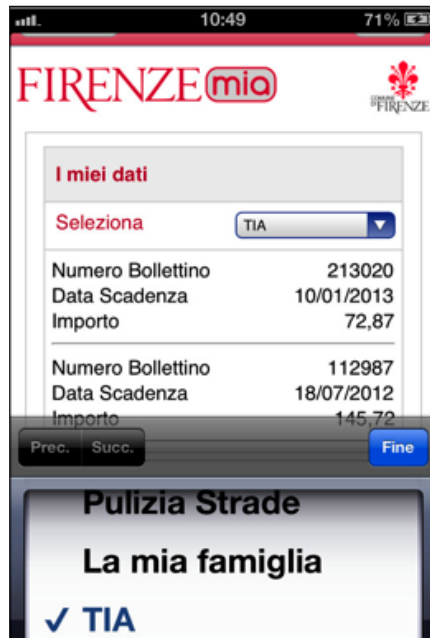 10:49 71%
FIRENZE mia
COMUNE
DI FIRENZE
I miei dati
Seleziona TIA
Numero Bollettino 213020
Data Scadenza 10/01/2013
Importo 72,87
Numero Bollettino 112987
Data Scadenza 18/07/2012
Importo 145,72
Prec. Succ. Fine
Pulizia Strade
La mia famiglia
✓ TIA